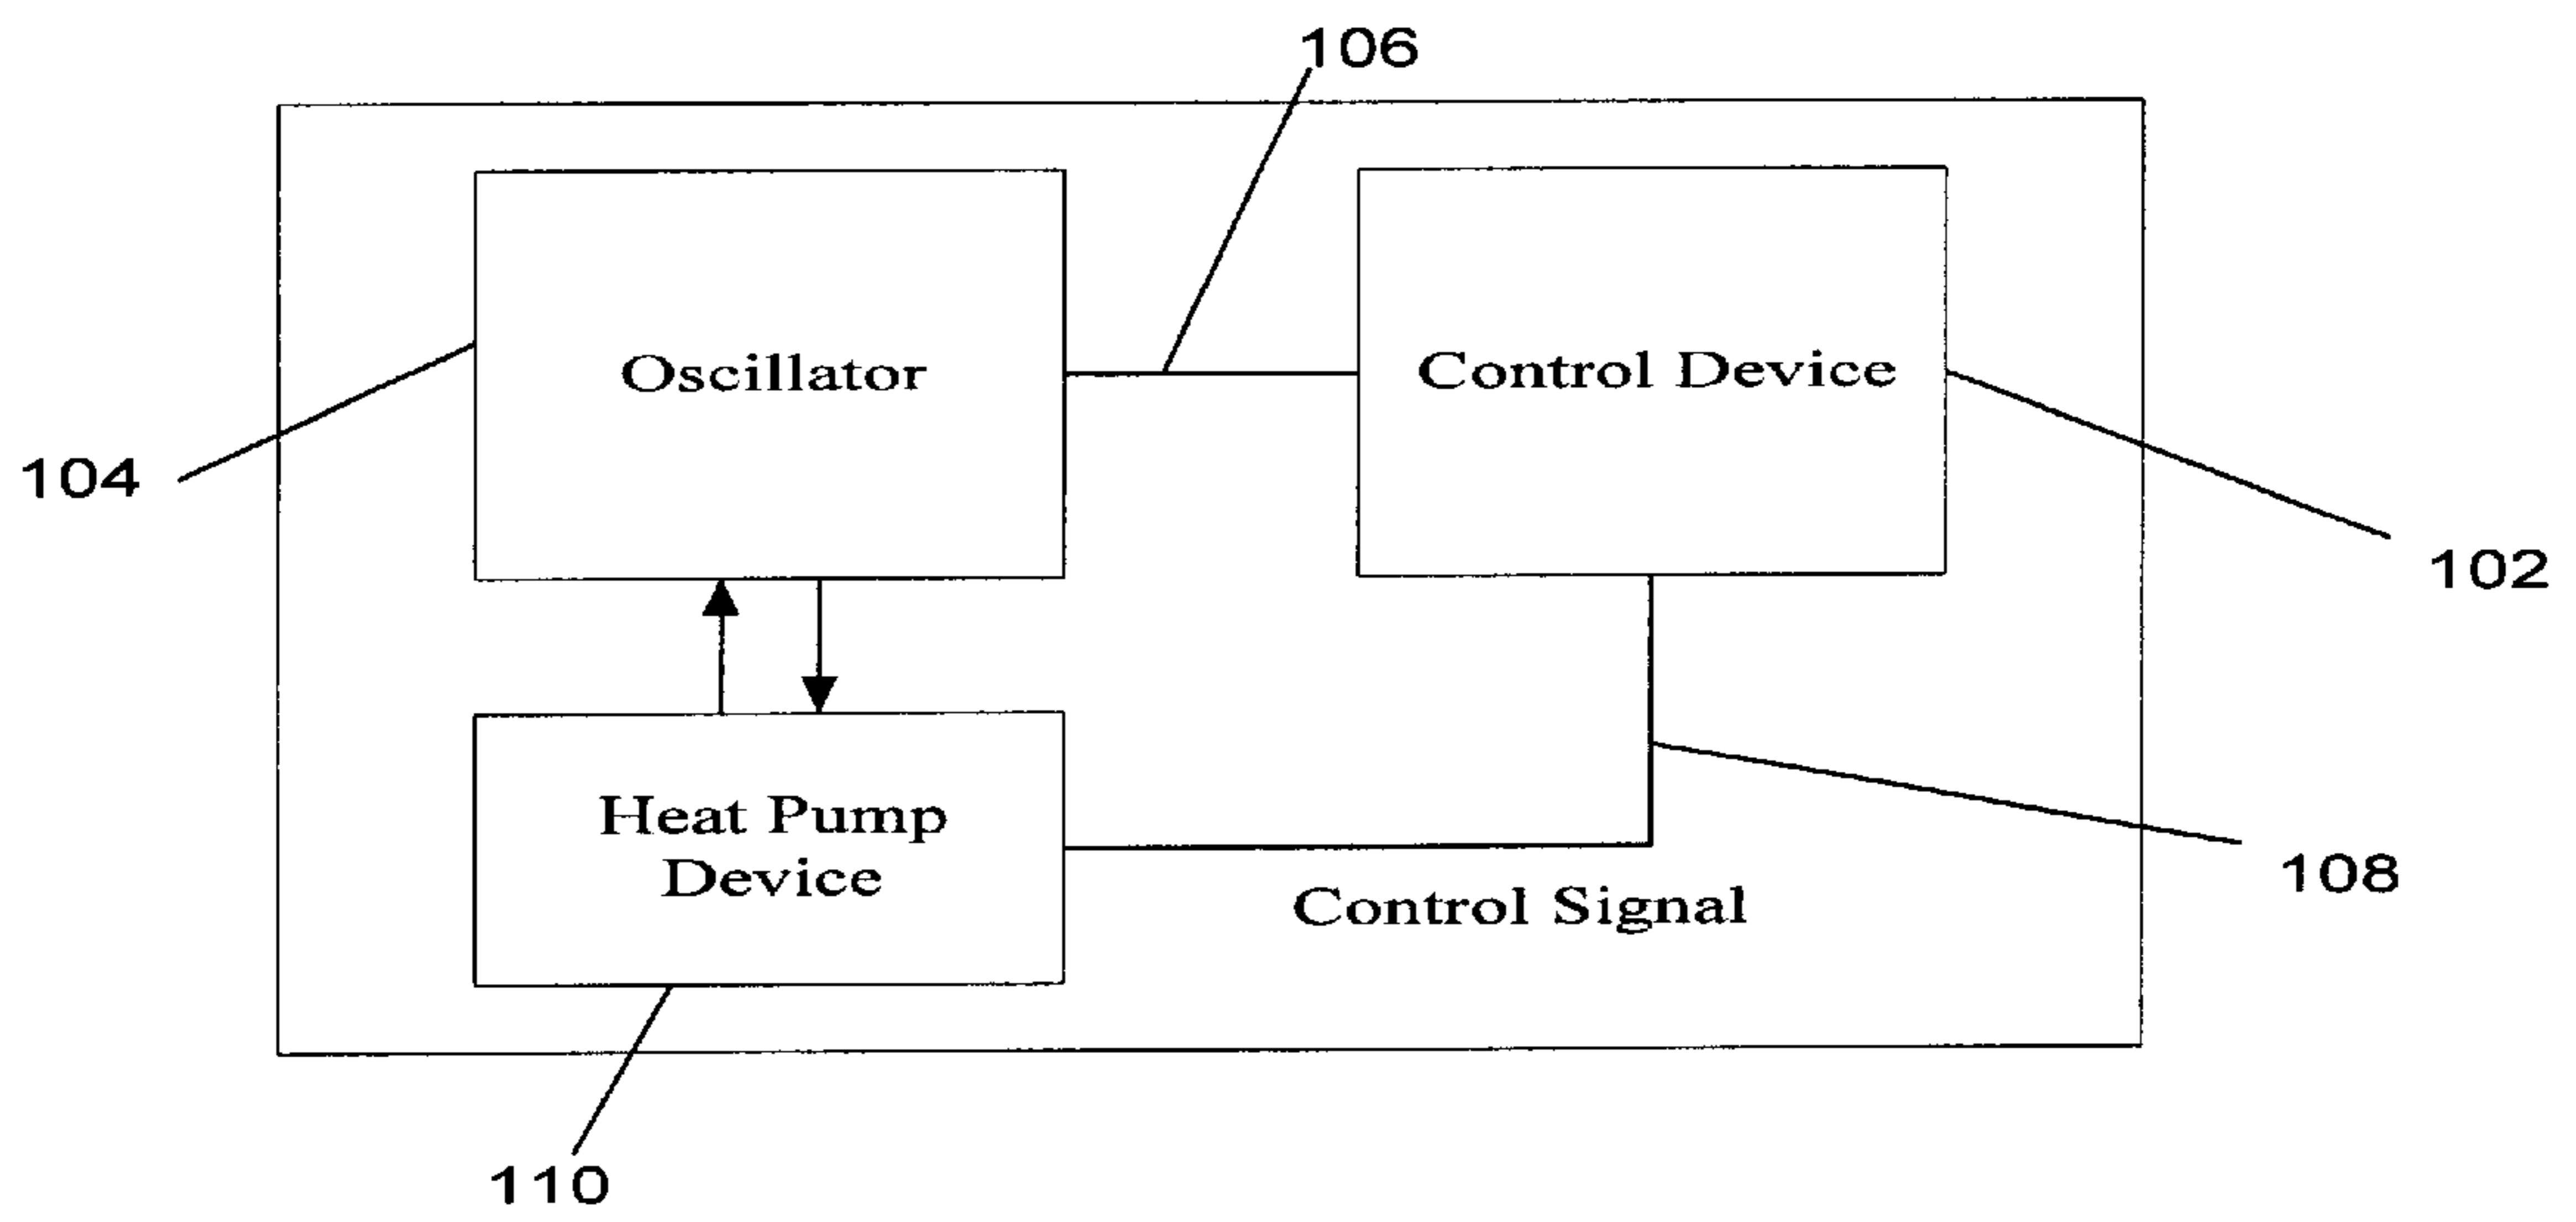 106
Oscillator
Control Device
104
102
Heat Pump
Device
108
Control Signal
110